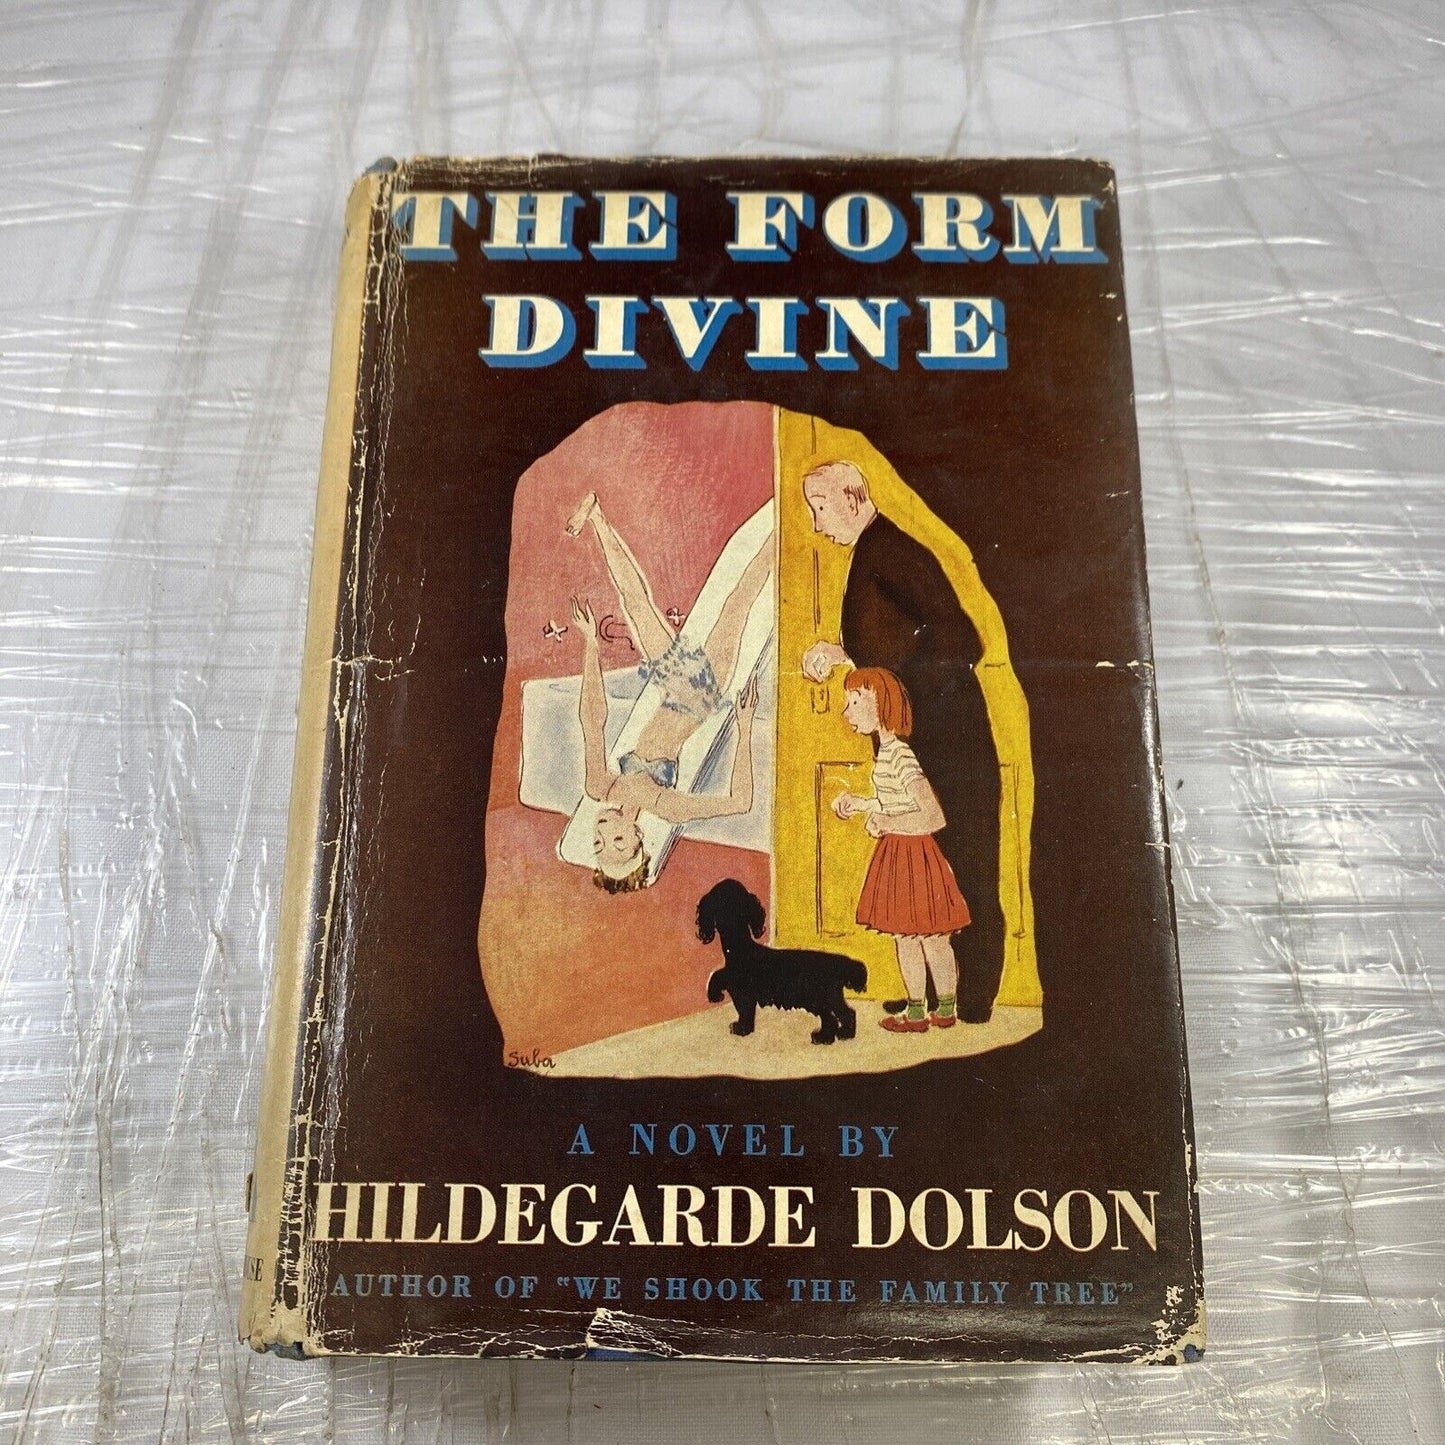 THE FORM
DIVINE
Suba
A NOVEL BY
HILDEGARDE DOLSON
AUTHOR OF "WE SHOOK THE FAMILY TREE"